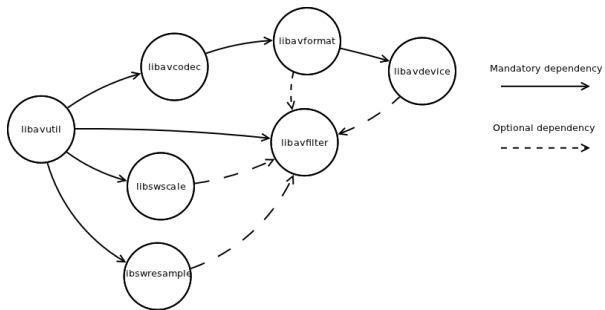 libavformat
libavcodec
libavdevice
Mandatory dependency
libavutil
libavfilter
Optional dependency
libswscale
libswresample